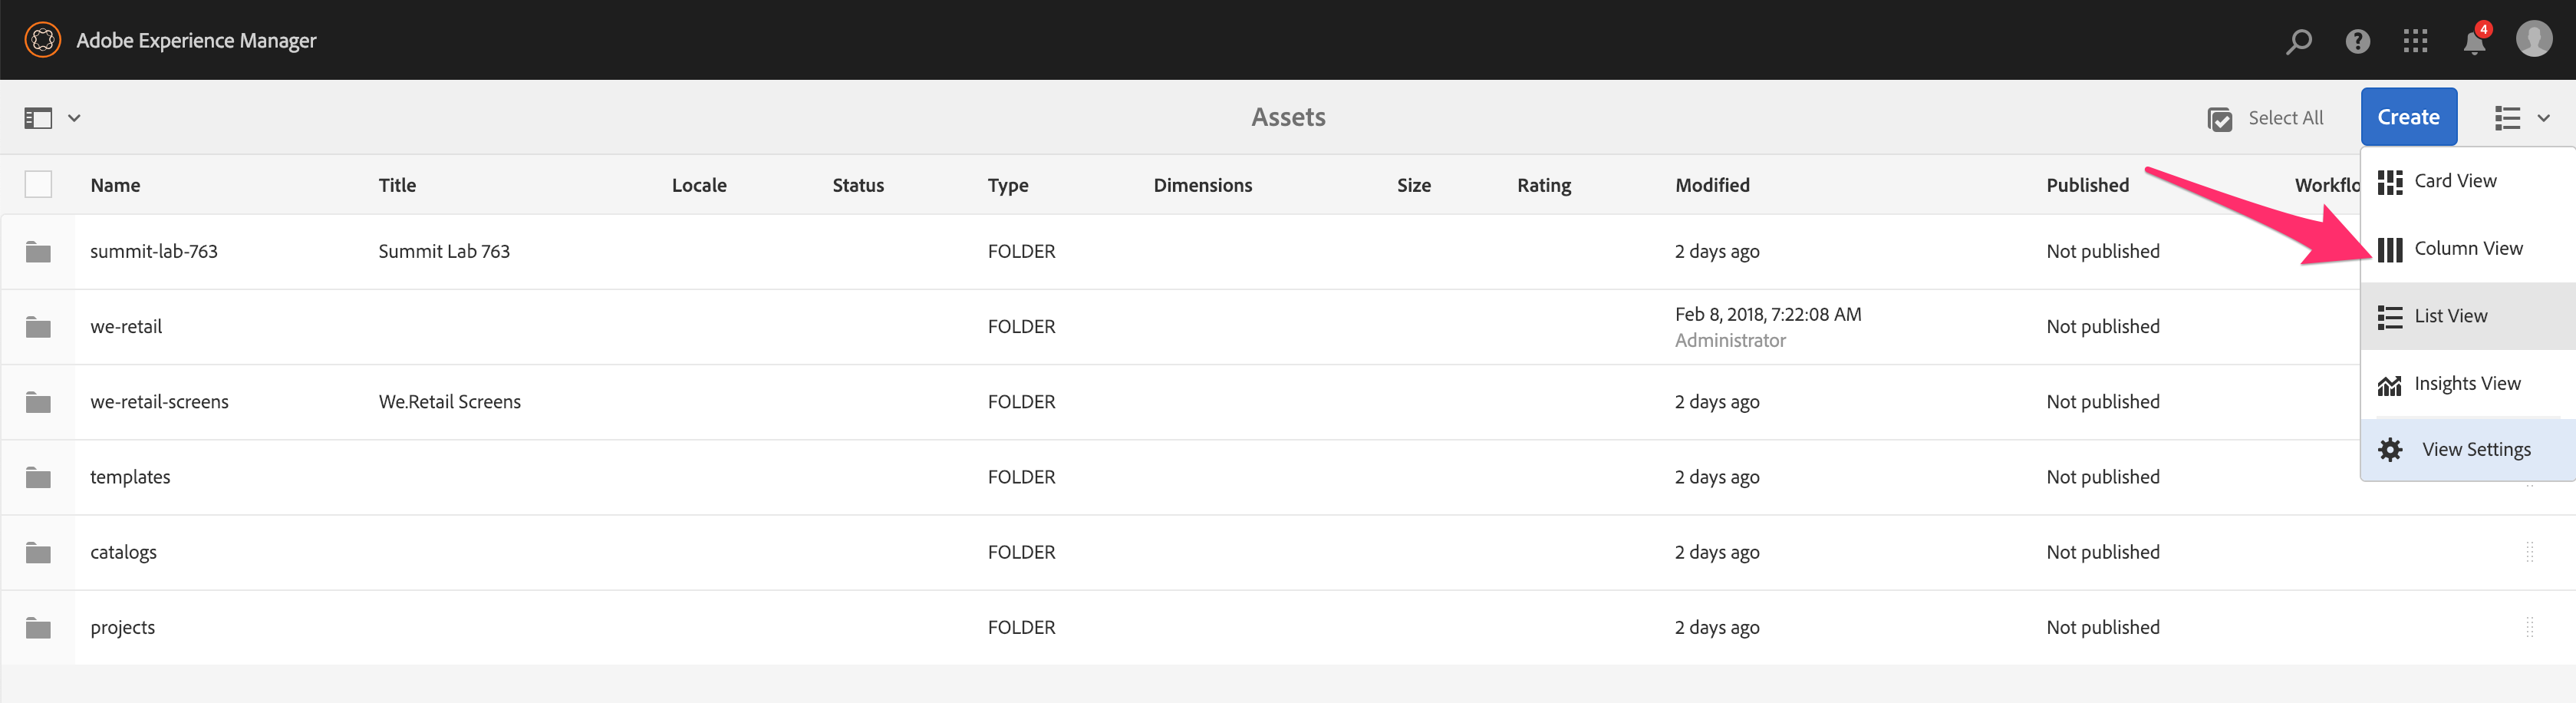 Adobe Experience Manager
4
Assets
Select All
Create
Name Title Locale Status Type Dimensions Size Rating Modified Published Workflo
Card View
summit-lab-763 Summit Lab 763 FOLDER 2 days ago Not published
Column View
we-retail FOLDER Feb 8, 2018, 7:22:08 AM Not published
Administrator
List View
we-retail-screens We.Retail Screens FOLDER 2 days ago Not published
Insights View
templates FOLDER 2 days ago Not published
View Settings
catalogs FOLDER 2 days ago Not published
projects FOLDER 2 days ago Not published